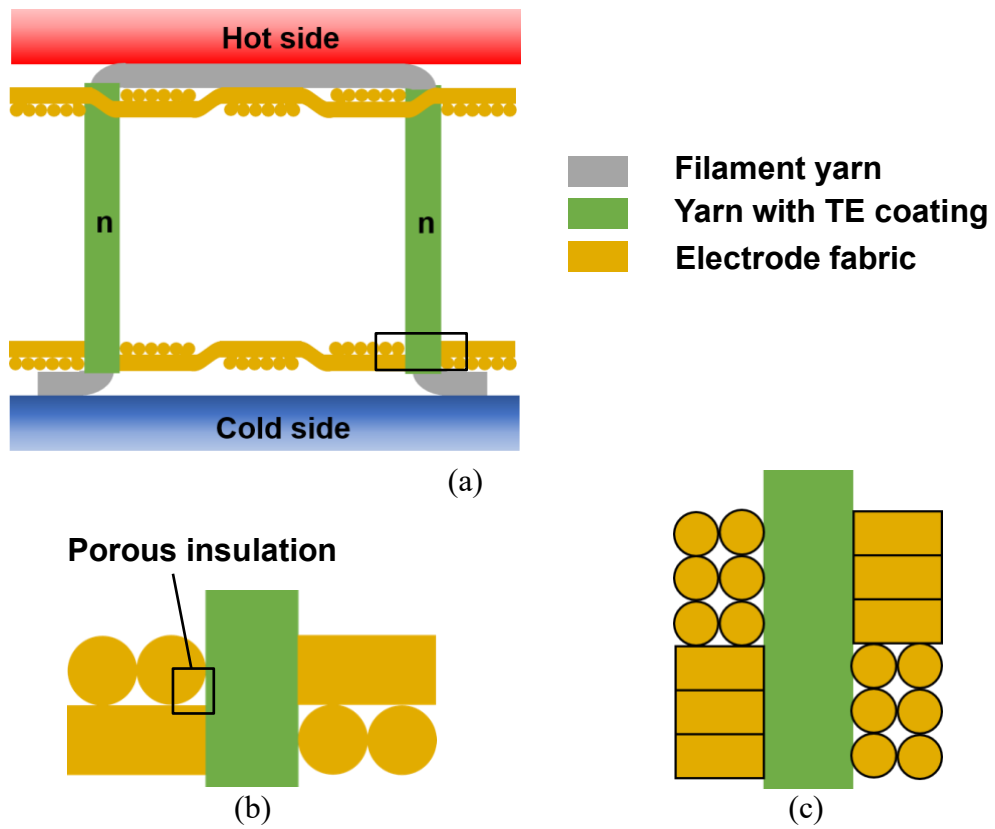 Hot side
n
n
Filament yarn
Yarn with TE coating
Electrode fabric
Cold side
(a)
Porous insulation
(b)
(c)